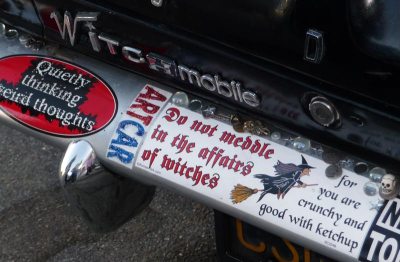 Witchmobile
Quietly
thinking
weird thoughts
ART
CAR
Do not meddle
in the affairs
of witches
For
you are
crunchy and
good with ketchup